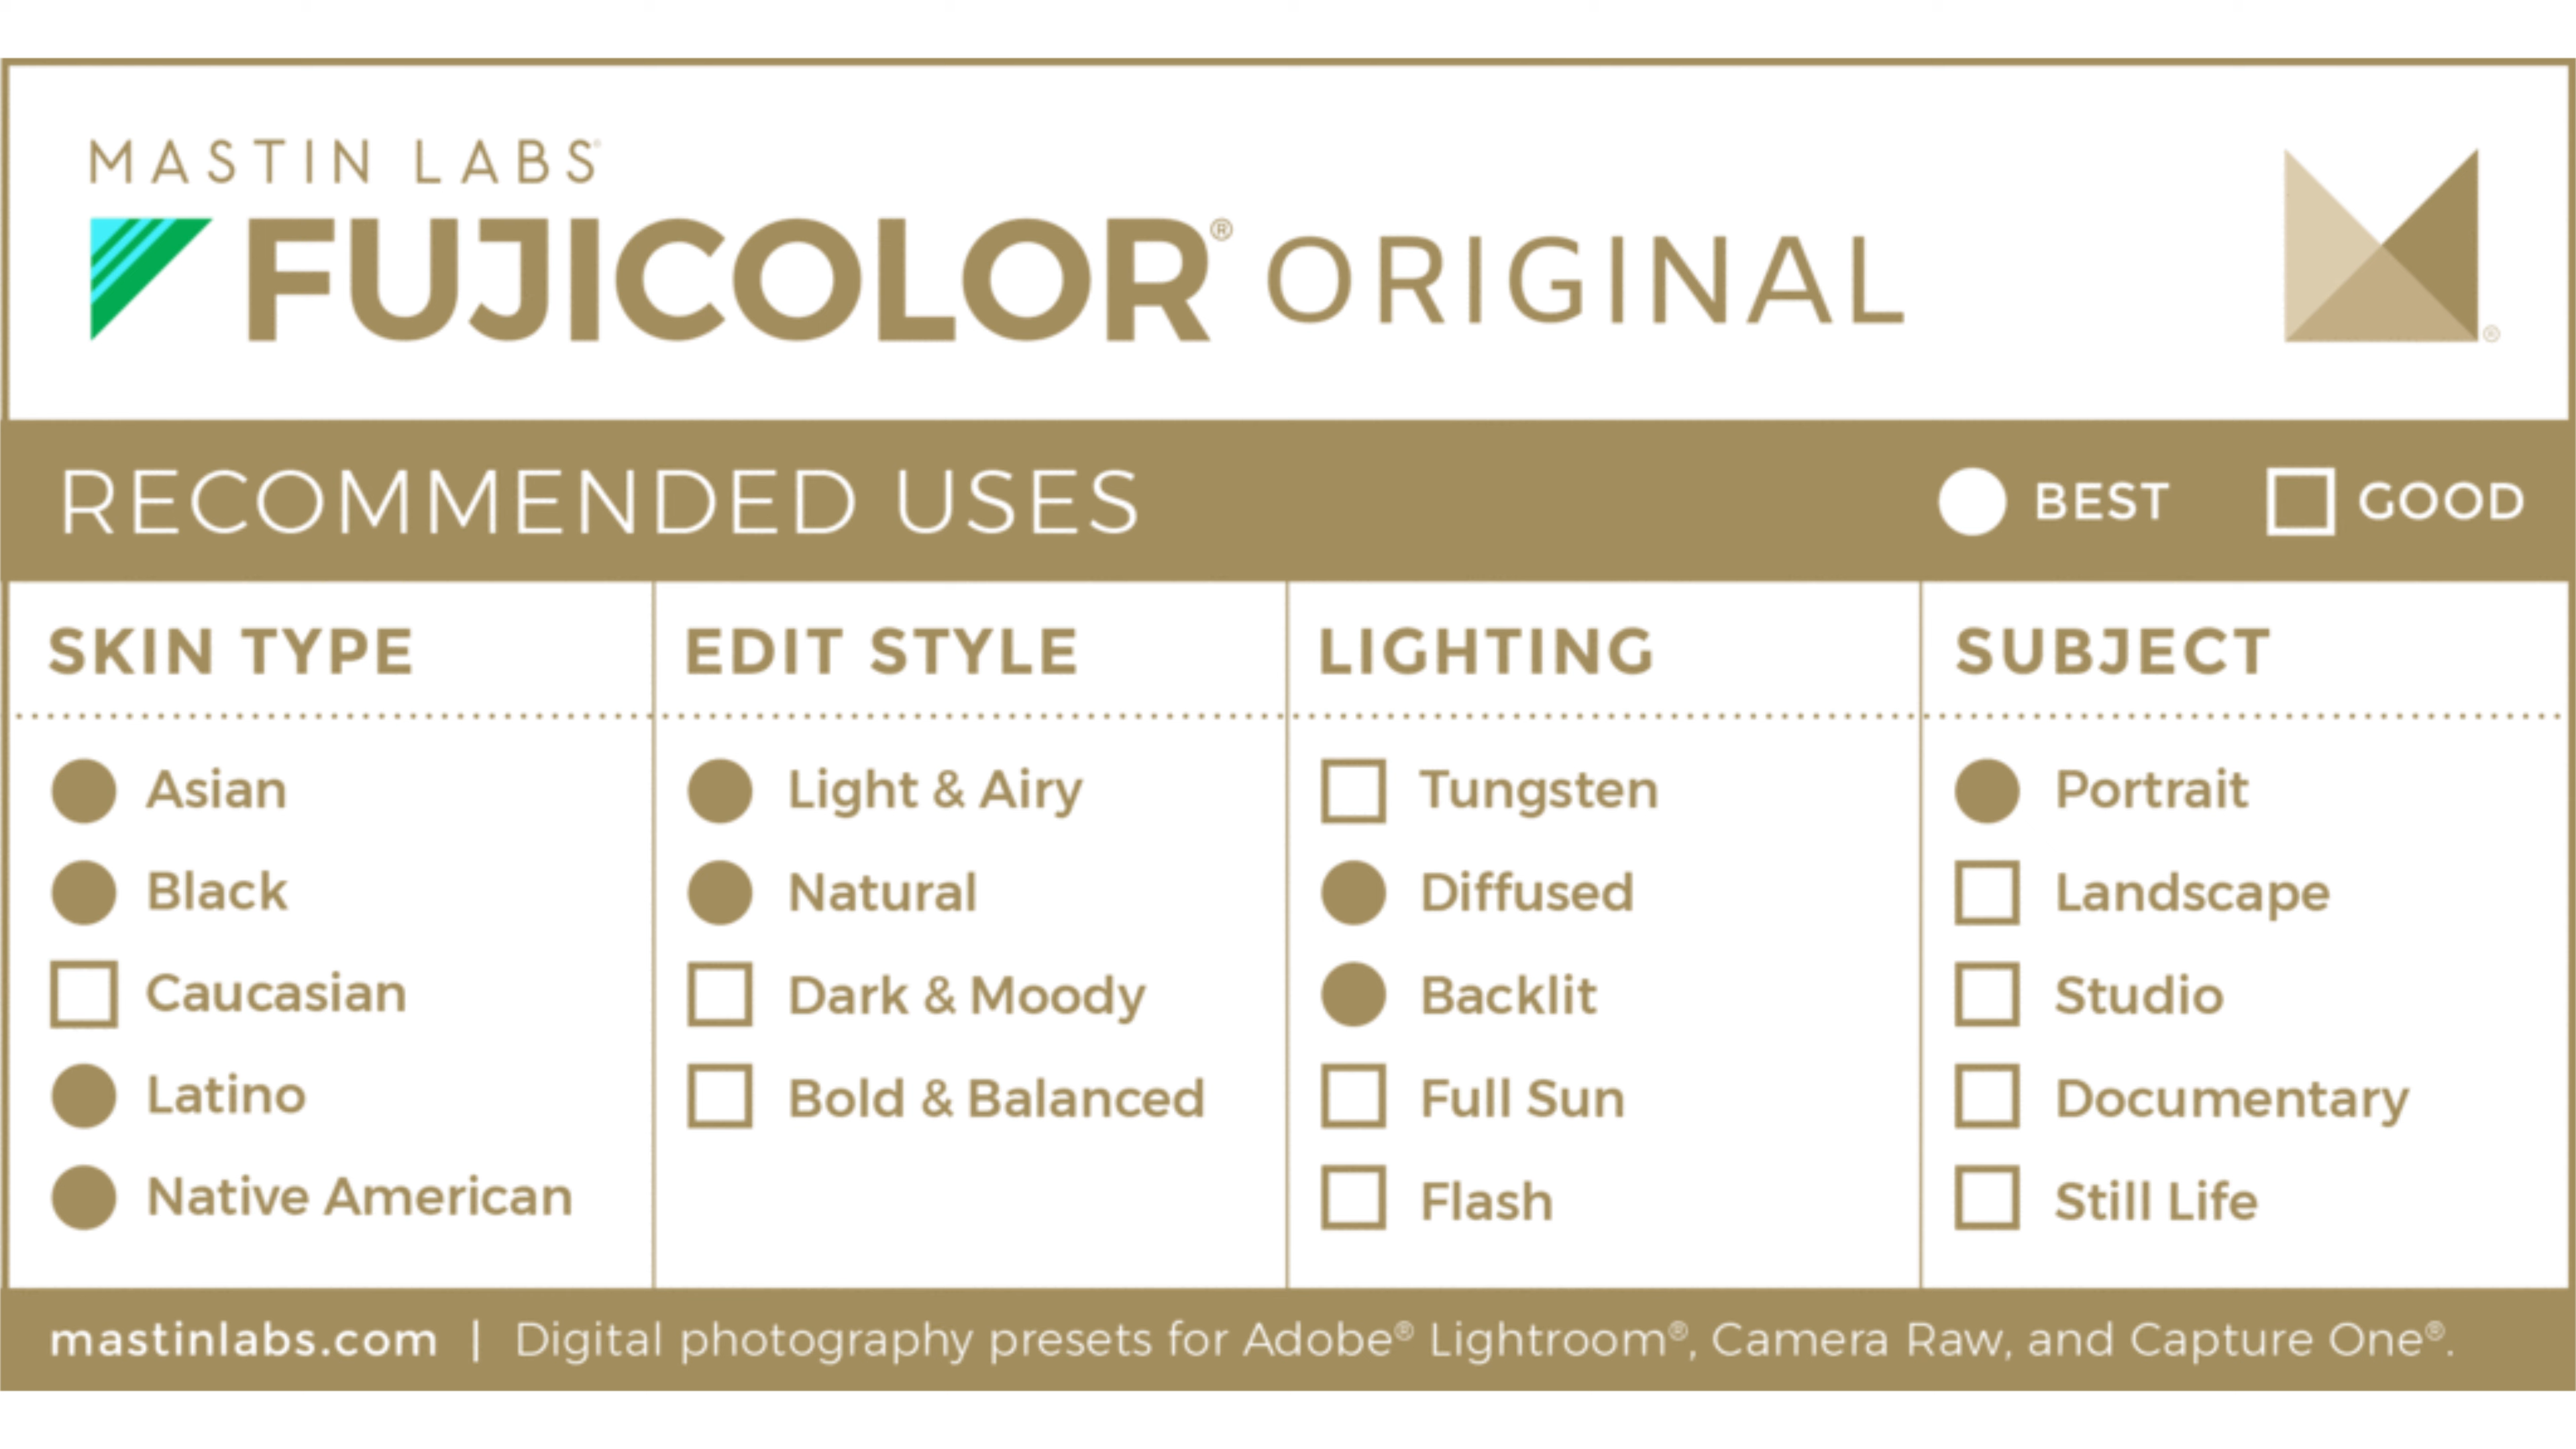 MASTIN LABS®
FUJICOLOR® ORIGINAL
®
RECOMMENDED USES
BEST GOOD
SKIN TYPE
Asian
Black
Caucasian
Latino
Native American
EDIT STYLE
Light & Airy
Natural
Dark & Moody
Bold & Balanced
LIGHTING
Tungsten
Diffused
Backlit
Full Sun
Flash
SUBJECT
Portrait
Landscape
Studio
Documentary
Still Life
mastinlabs.com | Digital photography presets for Adobe® Lightroom®, Camera Raw, and Capture One®.